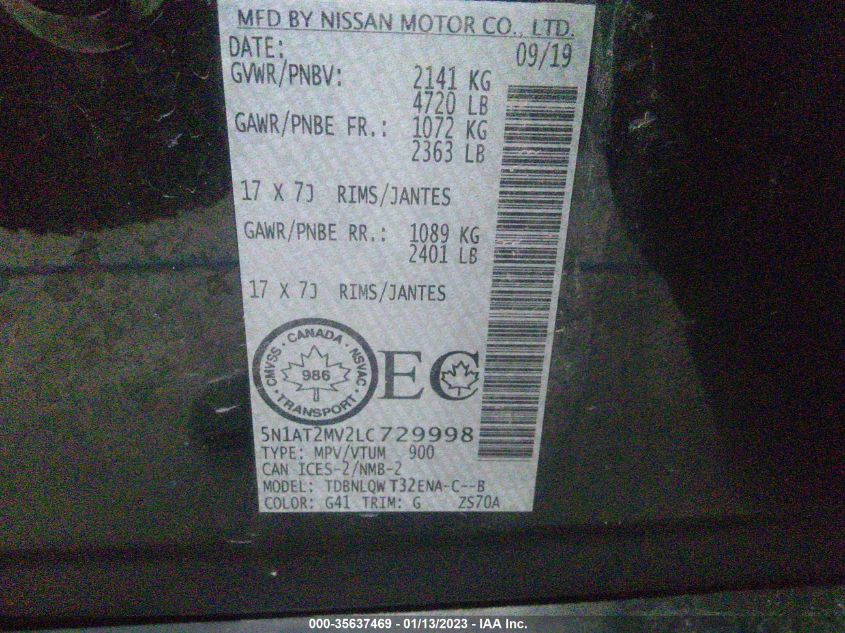 MFD BY NISSAN MOTOR CO., LTD.
DATE: 09/19
GVWR/PNBV: 2141 KG
4720 LB
GAWR/PNBE FR.: 1072 KG
2363 LB
17 X 7J RIMS/JANTES
GAWR/PNBE RR.: 1089 KG
2401 LB
17 X 7J RIMS/JANTES
CMVSS · CANADA · NSVAC
986
· TRANSPORT ·
EC
5N1AT2MV2LC729998
TYPE: MPV/VTUM 900
CAN ICES-2/NMB-2
MODEL: TDBNLQW T32ENA-C--B
COLOR: G41 TRIM: G ZS70A
000-35637469 - 01/13/2023 - IAA Inc.